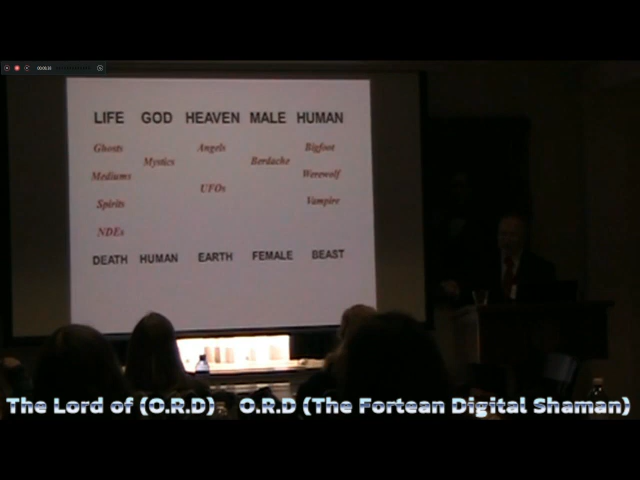 LIFE GOD HEAVEN MALE HUMAN
Ghosts Angels Bigfoot
Mystics Berdache
Mediums Werewolf
UFOs
Spirits Vampire
NDEs
DEATH HUMAN EARTH FEMALE BEAST
The Lord of (O.R.D) O.R.D (The Fortean Digital Shaman)